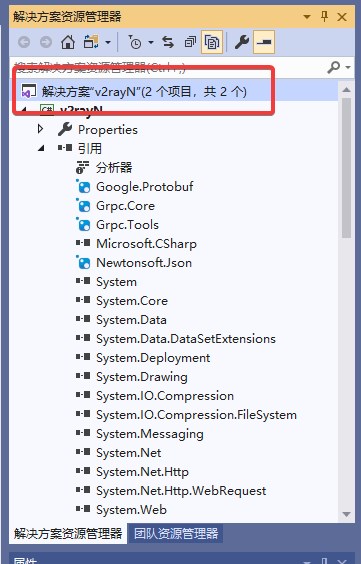 解决方案资源管理器
搜索解决方案资源管理器(Ctrl+;)
解决方案"v2rayN"(2 个项目，共 2 个)
C# v2rayN
Properties
引用
分析器
Google.Protobuf
Grpc.Core
Grpc.Tools
Microsoft.CSharp
Newtonsoft.Json
System
System.Core
System.Data
System.Data.DataSetExtensions
System.Deployment
System.Drawing
System.IO.Compression
System.IO.Compression.FileSystem
System.Messaging
System.Net
System.Net.Http
System.Net.Http.WebRequest
System.Web
解决方案资源管理器 团队资源管理器
属性